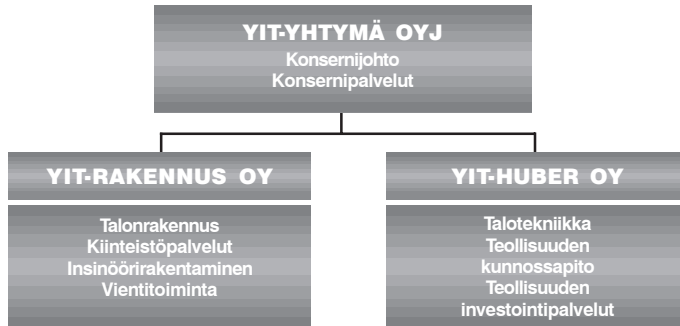 YIT-YHTYMÄ OYJ
Konsernijohto
Konsernipalvelut
YIT-RAKENNUS OY
Talonrakennus
Kiinteistöpalvelut
Insinöörirakentaminen
Vientitoiminta
YIT-HUBER OY
Talotekniikka
Teollisuuden
kunnossapito
Teollisuuden
investointipalvelut